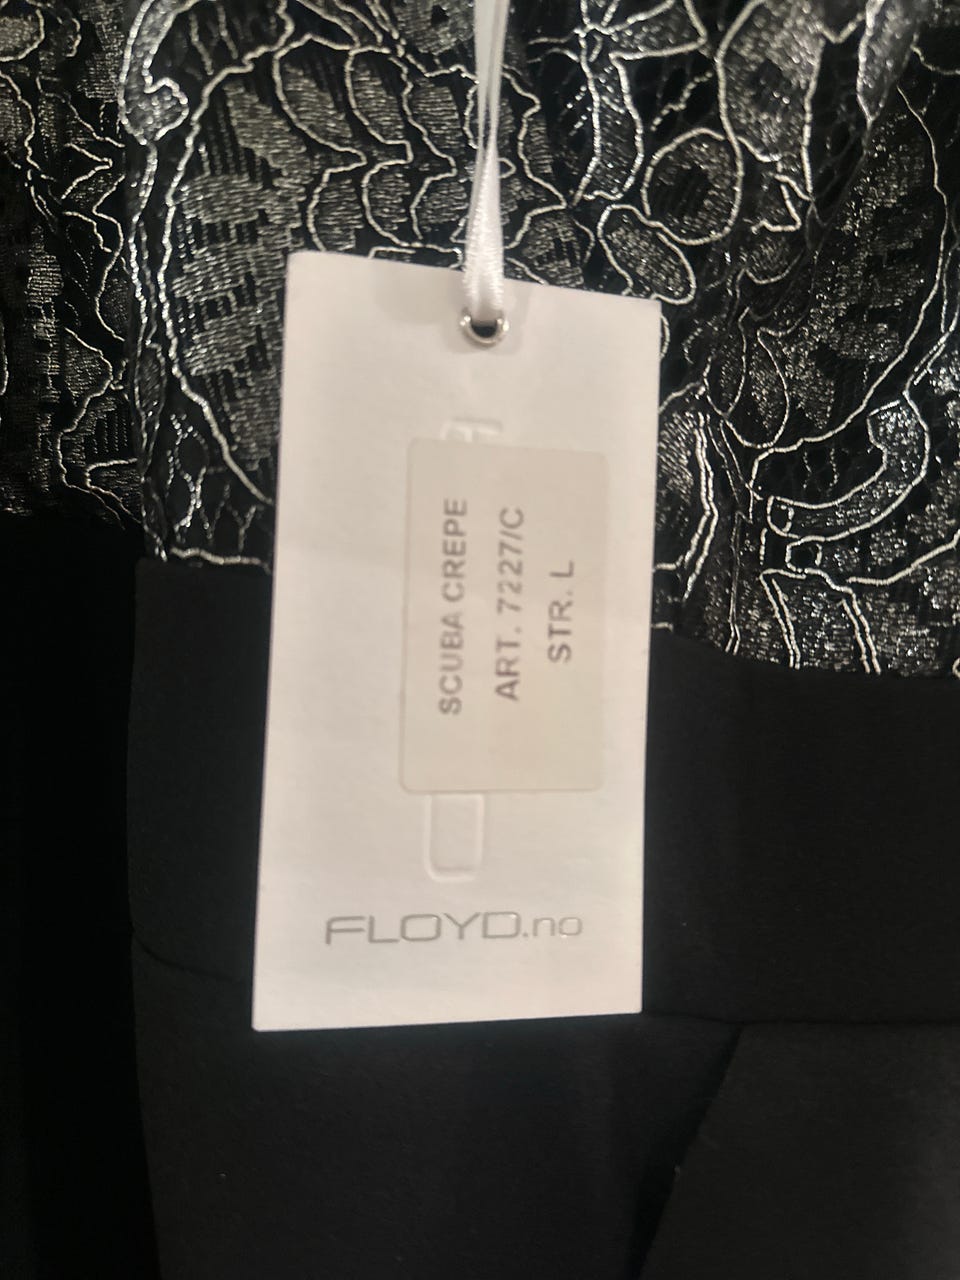 SCUBA CREPE
ART. 7227/C
STR. L
FLOYD.no